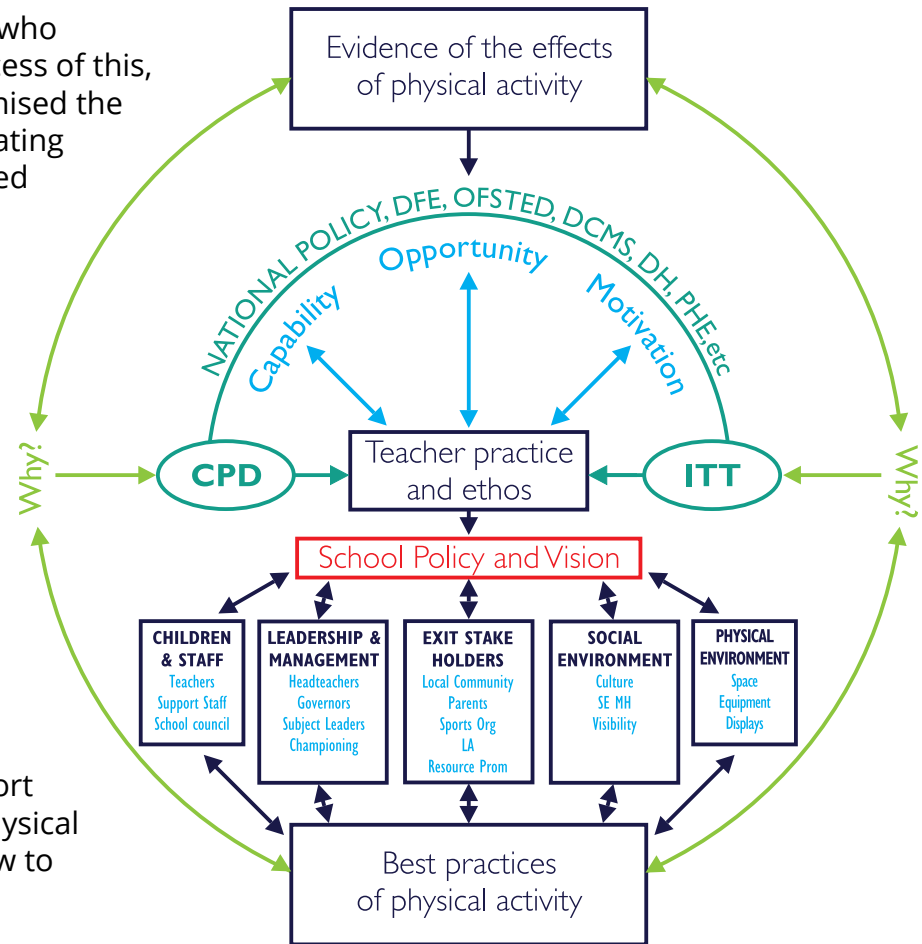 who
ess of this,
nised the
ating
ed
Evidence of the effects
of physical activity
NATIONAL POLICY, DFE, OFSTED, DCMS, DH, PHE,etc
Capability
Opportunity
Motivation
Why?
CPD
Teacher practice
and ethos
ITT
Why?
School Policy and Vision
CHILDREN
& STAFF
Teachers
Support Staff
School council
LEADERSHIP &
MANAGEMENT
Headteachers
Governors
Subject Leaders
Championing
EXIT STAKE
HOLDERS
Local Community
Parents
Sports Org
LA
Resource Prom
SOCIAL
ENVIRONMENT
Culture
SE MH
Visibility
PHYSICAL
ENVIRONMENT
Space
Equipment
Displays
ort
hysical
w to
Best practices
of physical activity